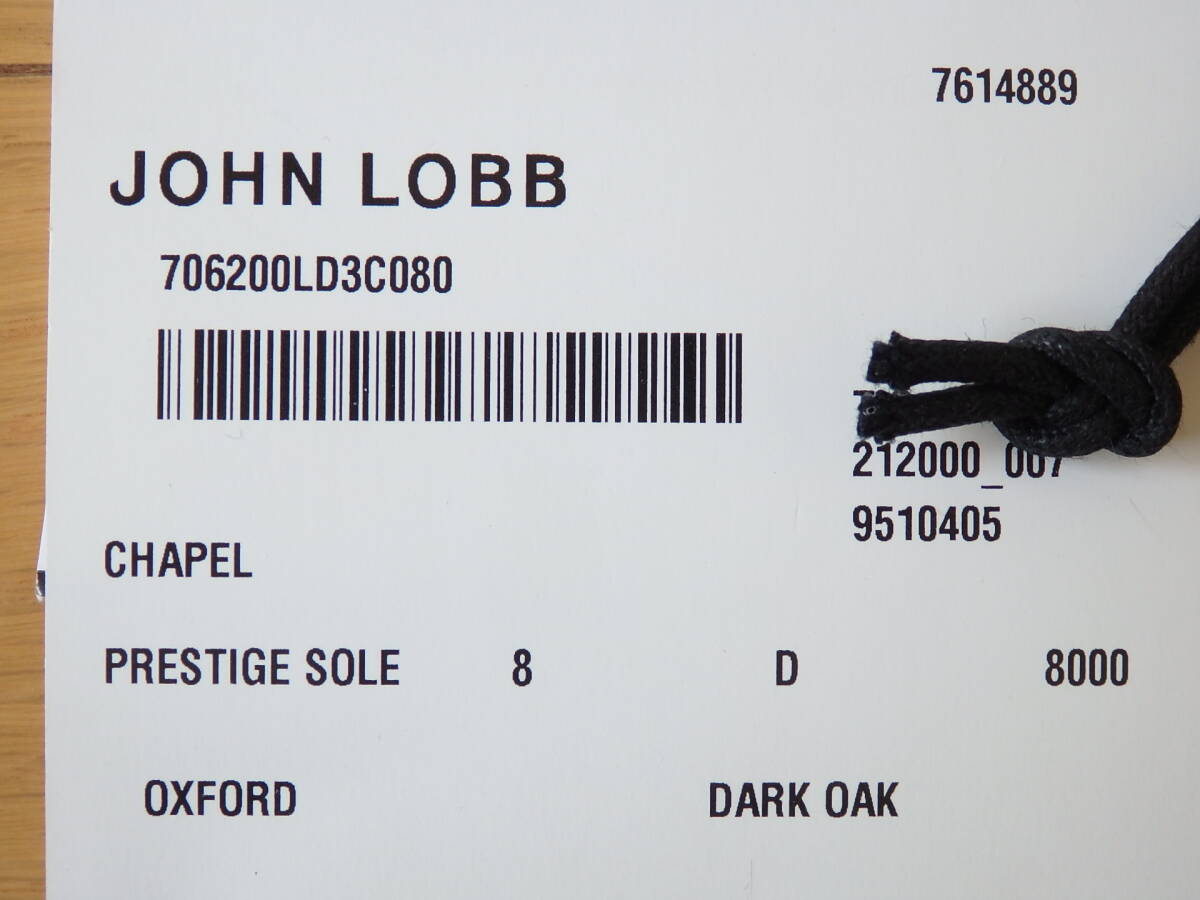 7614889
JOHN LOBB
706200LD3C080
212000_007
9510405
CHAPEL
PRESTIGE SOLE 8 D 8000
OXFORD DARK OAK